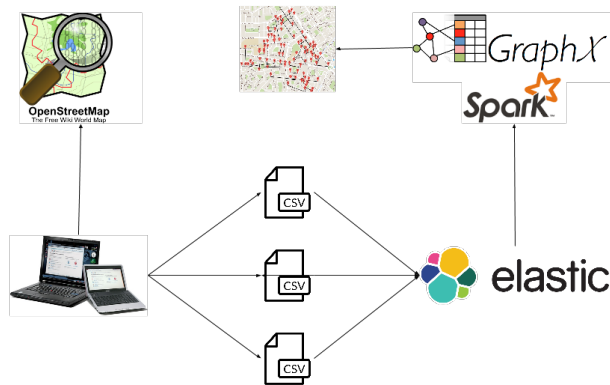 OpenStreetMap
The Free Wiki World Map
GraphX
Spark
CSV
CSV
CSV
elastic